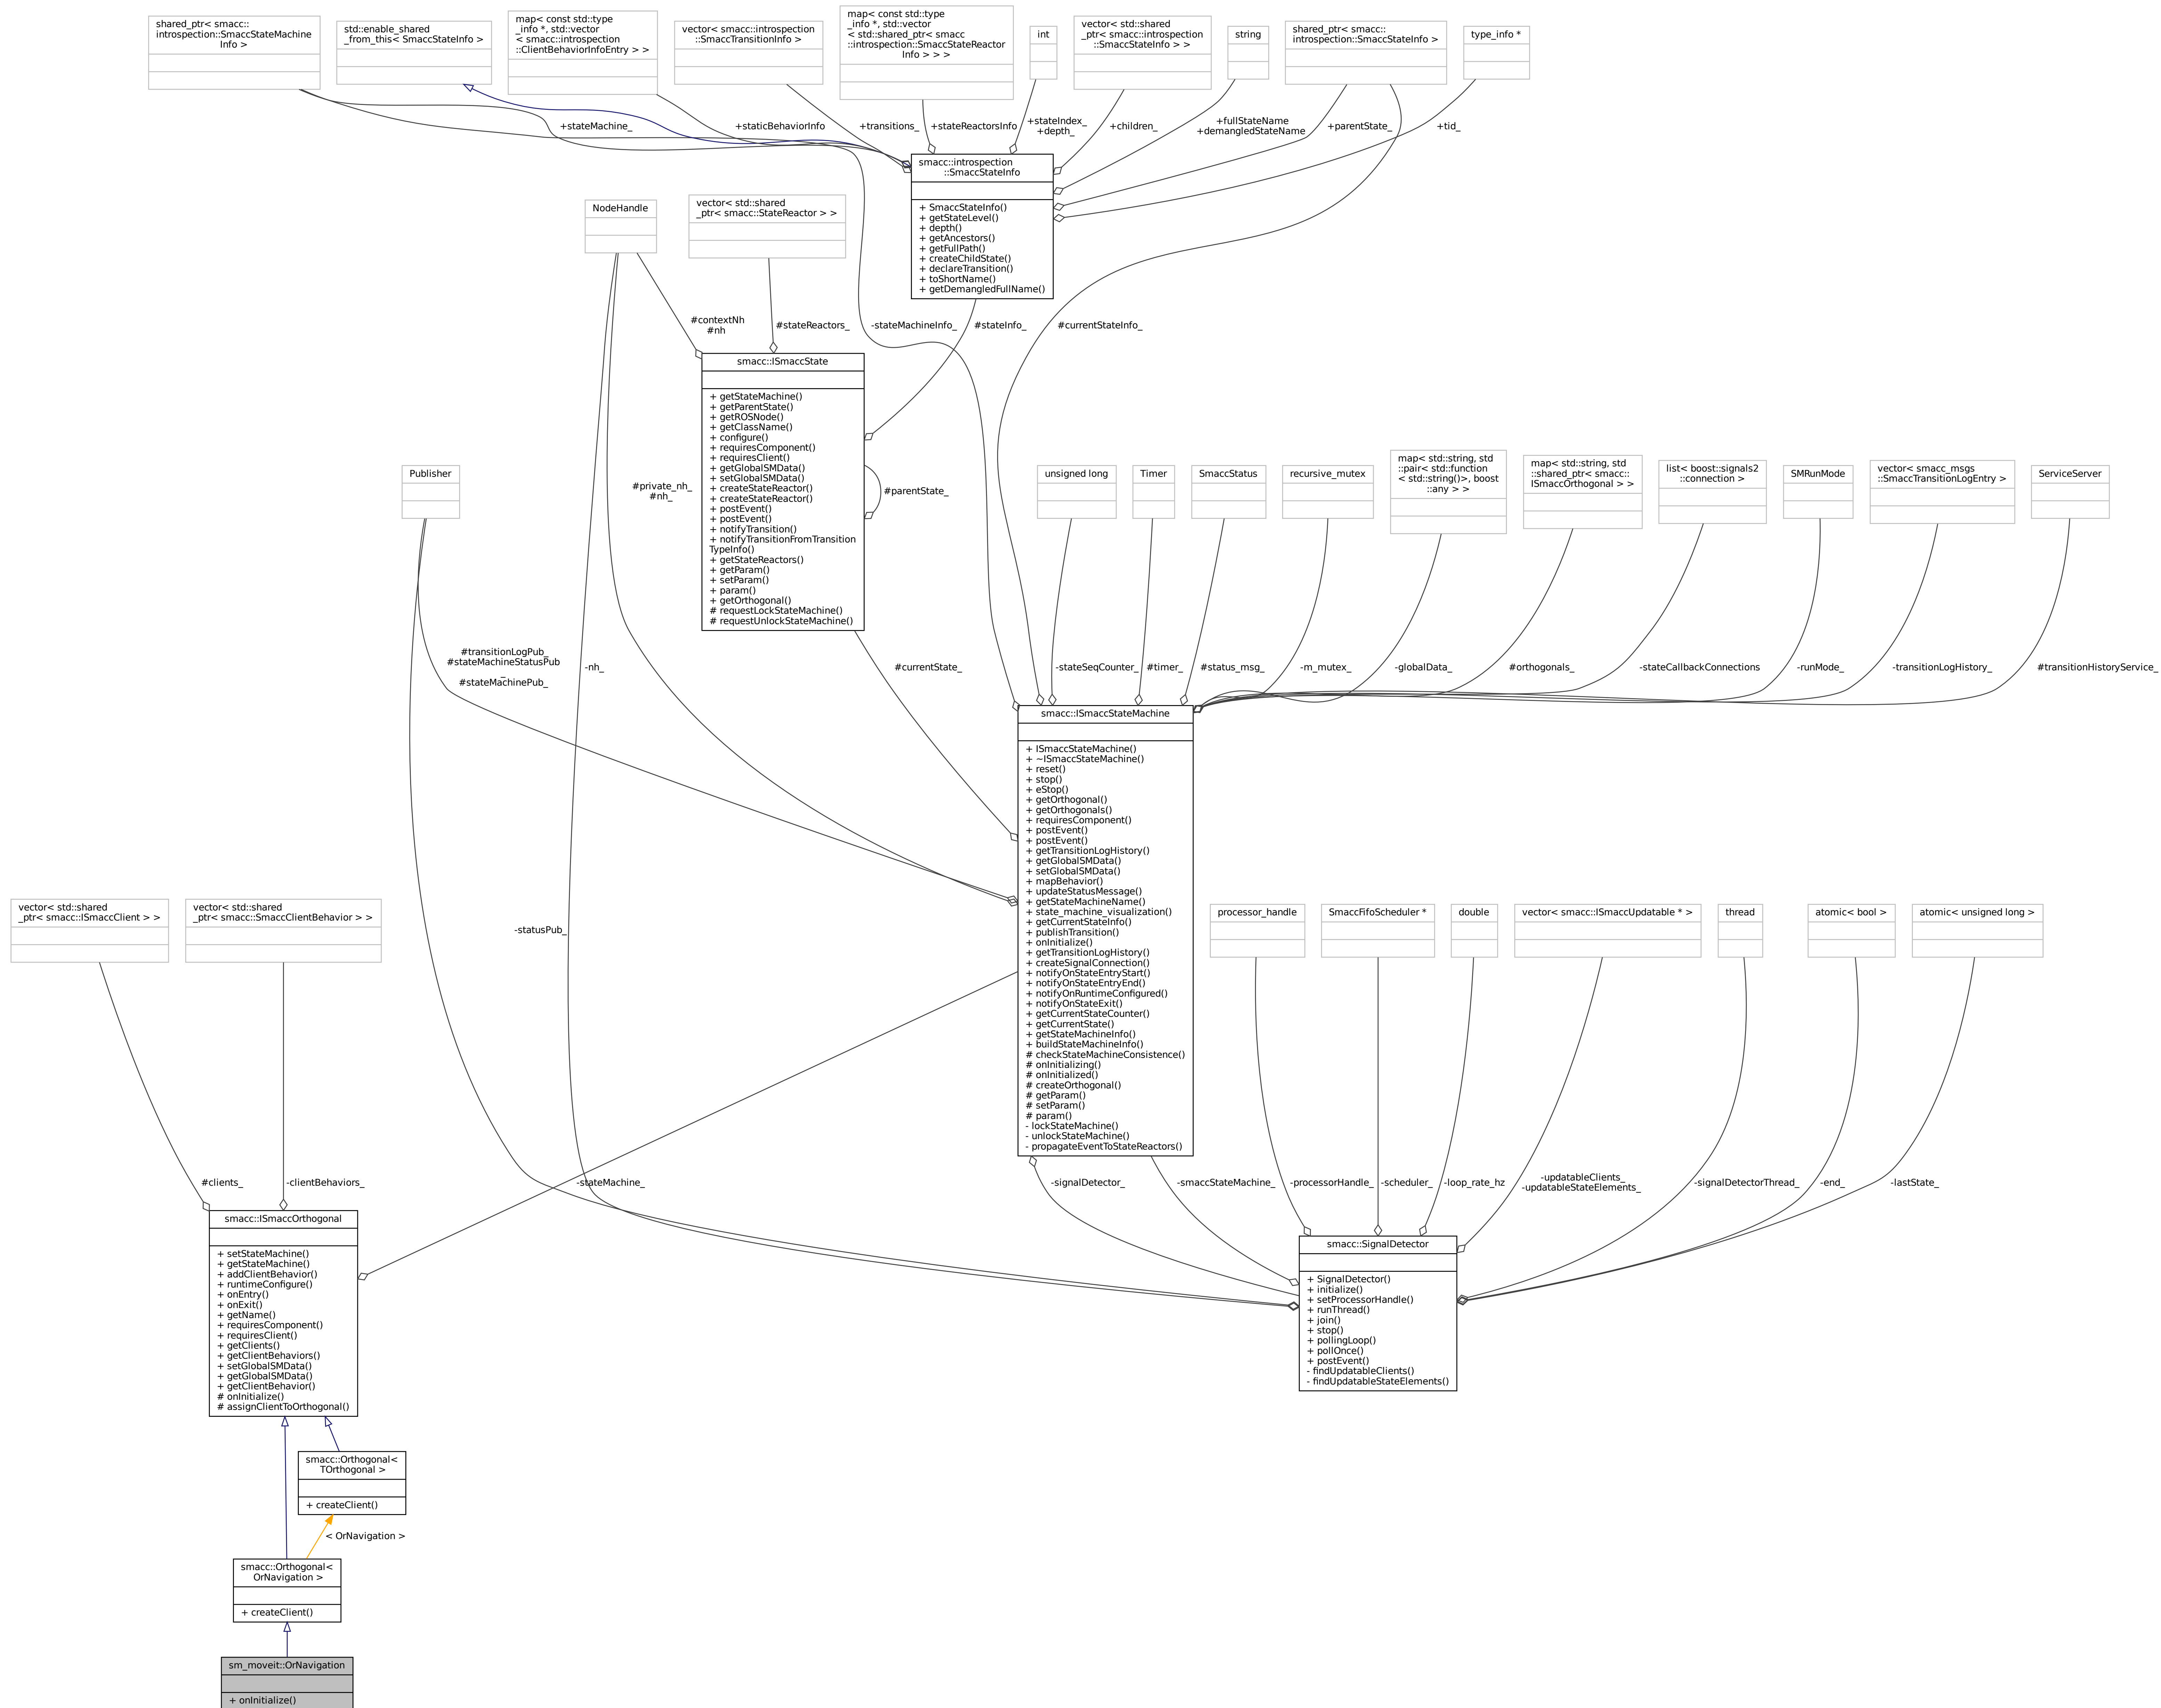 shared_ptr< smacc::
introspection::SmaccStateMachine
Info >
std::enable_shared
_from_this< SmaccStateInfo >
map< const std::type
_info *, std::vector
< smacc::introspection
::ClientBehaviorInfoEntry > >
vector< smacc::introspection
::SmaccTransitionInfo >
map< const std::type
_info *, std::vector
< std::shared_ptr< smacc
::introspection::SmaccStateReactor
Info > > >
int
vector< std::shared
_ptr< smacc::introspection
::SmaccStateInfo > >
string
shared_ptr< smacc::
introspection::SmaccStateInfo >
type_info *
+stateMachine_
+staticBehaviorInfo
+transitions_
+stateReactorsInfo
+stateIndex_
+depth_
+children_
+fullStateName
+demangledStateName
+parentState_
+tid_
smacc::introspection
::SmaccStateInfo
+ SmaccStateInfo()
+ getStateLevel()
+ depth()
+ getAncestors()
+ getFullPath()
+ createChildState()
+ declareTransition()
+ toShortName()
+ getDemangledFullName()
NodeHandle
vector< std::shared
_ptr< smacc::StateReactor > >
#contextNh
#nh
#stateReactors_
-stateMachineInfo_
#stateInfo_
#currentStateInfo_
smacc::ISmaccState
+ getStateMachine()
+ getParentState()
+ getROSNode()
+ getClassName()
+ configure()
+ requiresComponent()
+ requiresClient()
+ getGlobalSMData()
+ setGlobalSMData()
+ createStateReactor()
+ createStateReactor()
+ postEvent()
+ postEvent()
+ notifyTransition()
+ notifyTransitionFromTransition
TypeInfo()
+ getStateReactors()
+ getParam()
+ setParam()
+ param()
+ getOrthogonal()
# requestLockStateMachine()
# requestUnlockStateMachine()
#parentState_
Publisher
#private_nh_
#nh_
unsigned long
Timer
SmaccStatus
recursive_mutex
map< std::string, std
::pair< std::function
< std::string()>, boost
::any > >
map< std::string, std
::shared_ptr< smacc::
ISmaccOrthogonal > >
list< boost::signals2
::connection >
SMRunMode
vector< smacc_msgs
::SmaccTransitionLogEntry >
ServiceServer
#transitionLogPub_
#stateMachineStatusPub
_
#stateMachinePub_
-nh_
#currentState_
-stateSeqCounter_
#timer_
#status_msg_
-m_mutex_
-globalData_
#orthogonals_
-stateCallbackConnections
-runMode_
-transitionLogHistory_
#transitionHistoryService_
smacc::ISmaccStateMachine
+ ISmaccStateMachine()
+ ~ISmaccStateMachine()
+ reset()
+ stop()
+ eStop()
+ getOrthogonal()
+ getOrthogonals()
+ requiresComponent()
+ postEvent()
+ postEvent()
+ getTransitionLogHistory()
+ getGlobalSMData()
+ setGlobalSMData()
+ mapBehavior()
+ updateStatusMessage()
+ getStateMachineName()
+ state_machine_visualization()
+ getCurrentStateInfo()
+ publishTransition()
+ onInitialize()
+ getTransitionLogHistory()
+ createSignalConnection()
+ notifyOnStateEntryStart()
+ notifyOnStateEntryEnd()
+ notifyOnRuntimeConfigured()
+ notifyOnStateExit()
+ getCurrentStateCounter()
+ getCurrentState()
+ getStateMachineInfo()
+ buildStateMachineInfo()
# checkStateMachineConsistence()
# onInitializing()
# onInitialized()
# createOrthogonal()
# getParam()
# setParam()
# param()
- lockStateMachine()
- unlockStateMachine()
- propagateEventToStateReactors()
vector< std::shared
_ptr< smacc::ISmaccClient > >
vector< std::shared
_ptr< smacc::SmaccClientBehavior > >
-statusPub_
processor_handle
SmaccFifoScheduler *
double
vector< smacc::ISmaccUpdatable * >
thread
atomic< bool >
atomic< unsigned long >
#clients_
-clientBehaviors_
-stateMachine_
-signalDetector_
-smaccStateMachine_
-processorHandle_
-scheduler_
-loop_rate_hz
-updatableClients_
-updatableStateElements_
-signalDetectorThread_
-end_
-lastState_
smacc::ISmaccOrthogonal
+ setStateMachine()
+ getStateMachine()
+ addClientBehavior()
+ runtimeConfigure()
+ onEntry()
+ onExit()
+ getName()
+ requiresComponent()
+ requiresClient()
+ getClients()
+ getClientBehaviors()
+ setGlobalSMData()
+ getGlobalSMData()
+ getClientBehavior()
# onInitialize()
# assignClientToOrthogonal()
smacc::SignalDetector
+ SignalDetector()
+ initialize()
+ setProcessorHandle()
+ runThread()
+ join()
+ stop()
+ pollingLoop()
+ pollOnce()
+ postEvent()
- findUpdatableClients()
- findUpdatableStateElements()
smacc::Orthogonal<
TOrthogonal >
+ createClient()
< OrNavigation >
smacc::Orthogonal<
OrNavigation >
+ createClient()
sm_moveit::OrNavigation
+ onInitialize()